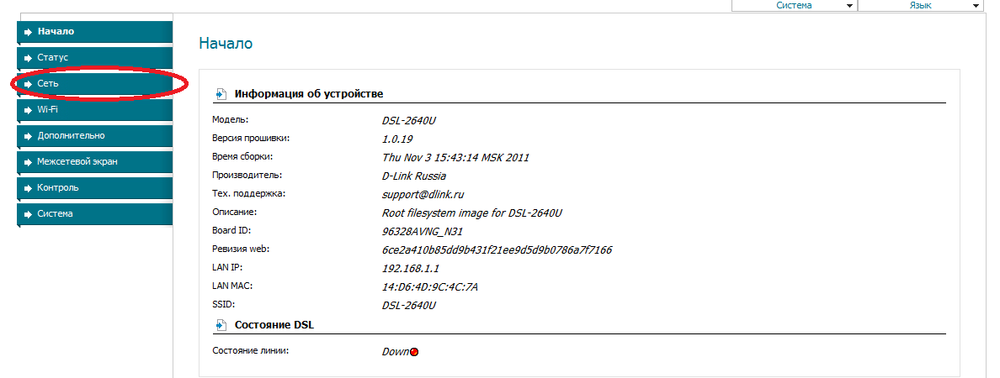 Система Язык
Начало
Статус
Сеть
Wi-Fi
Дополнительно
Межсетевой экран
Контроль
Система
Начало
Информация об устройстве
Модель: DSL-2640U
Версия прошивки: 1.0.19
Время сборки: Thu Nov 3 15:43:14 MSK 2011
Производитель: D-Link Russia
Тех. поддержка: support@dlink.ru
Описание: Root filesystem image for DSL-2640U
Board ID: 96328AVNG_N31
Ревизия web: 6ce2a410b85dd9b431f21ee9d5d9b0786a7f7166
LAN IP: 192.168.1.1
LAN MAC: 14:D6:4D:9C:4C:7A
SSID: DSL-2640U
Состояние DSL
Состояние линии: Down